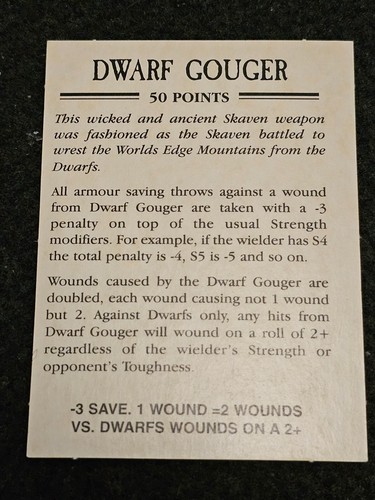 DWARF GOUGER
50 POINTS
This wicked and ancient Skaven weapon
was fashioned as the Skaven battled to
wrest the Worlds Edge Mountains from the
Dwarfs.
All armour saving throws against a wound
from Dwarf Gouger are taken with a -3
penalty on top of the usual Strength
modifiers. For example, if the wielder has S4
the total penalty is -4, S5 is -5 and so on.
Wounds caused by the Dwarf Gouger are
doubled, each wound causing not 1 wound
but 2. Against Dwarfs only, any hits from
Dwarf Gouger will wound on a roll of 2+
regardless of the wielder's Strength or
opponent's Toughness.
-3 SAVE. 1 WOUND =2 WOUNDS
VS. DWARFS WOUNDS ON A 2+